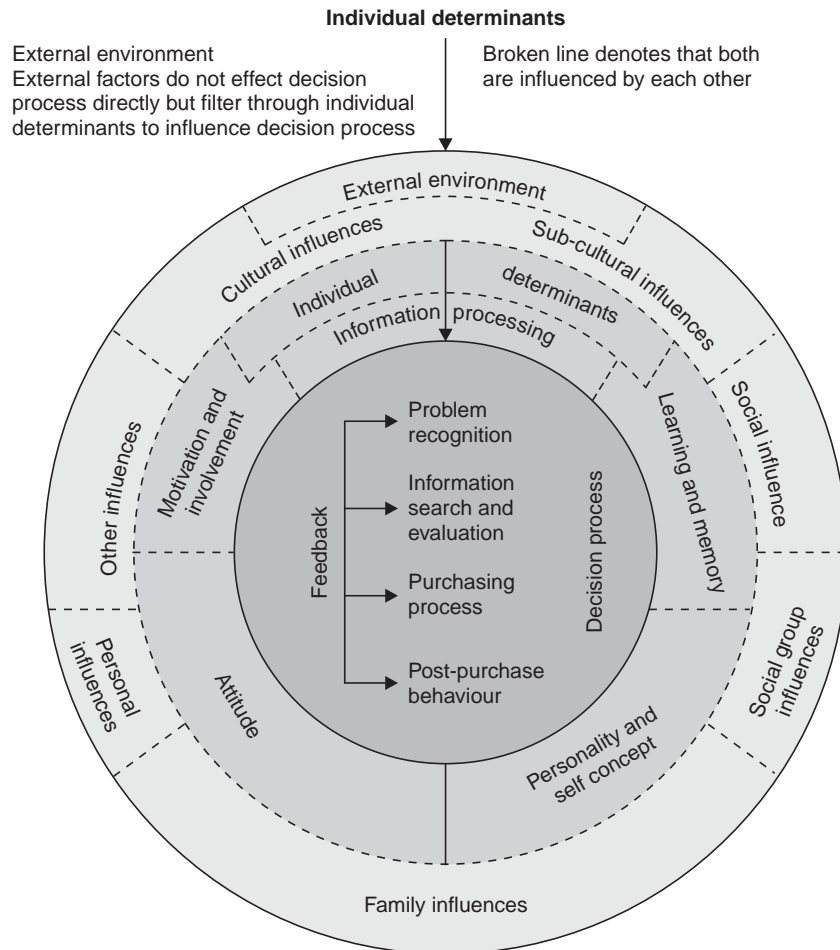 Individual determinants
External environment
External factors do not effect decision
process directly but filter through individual
determinants to influence decision process
Broken line denotes that both
are influenced by each other
External environment
Cultural influences
Sub-cultural influences
Individual
determinants
Information processing
Motivation and
involvement
Learning and memory
Other influences
Social influence
Problem
recognition
Information
search and
evaluation
Purchasing
process
Post-purchase
behaviour
Feedback
Decision process
Personal
influences
Attitude
Personality and
self concept
Social group
influences
Family influences